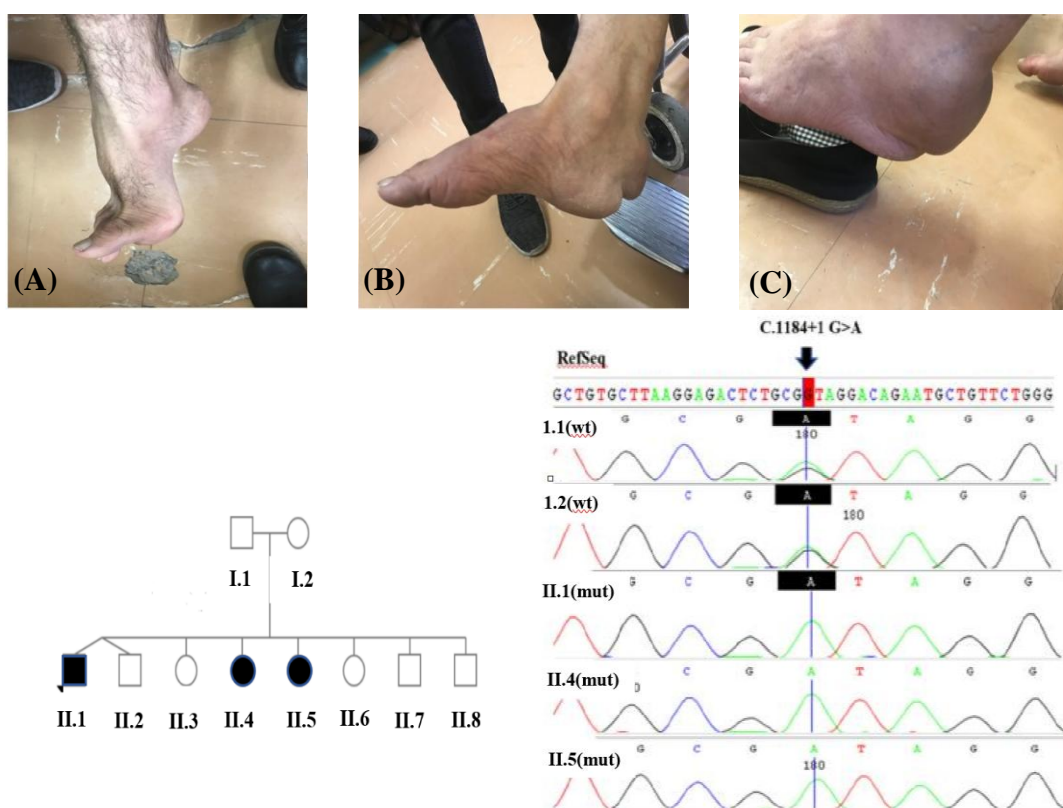 (A)
(B)
(C)
C.1184+1 G>A
RefSeq
GCTGTGCTTAAGGAGACTCTGCGGTAGGACAGAATGCTGTTCTGGG
G C G A T A G G
1.1(wt)
180
G C G A T A G G
1.2(wt)
180
G C G A T A G G
II.1(mut)
C G A T A G G
II.4(mut)
G C G A T A G G
II.5(mut)
180
I.1
I.2
II.1
II.2
II.3
II.4
II.5
II.6
II.7
II.8